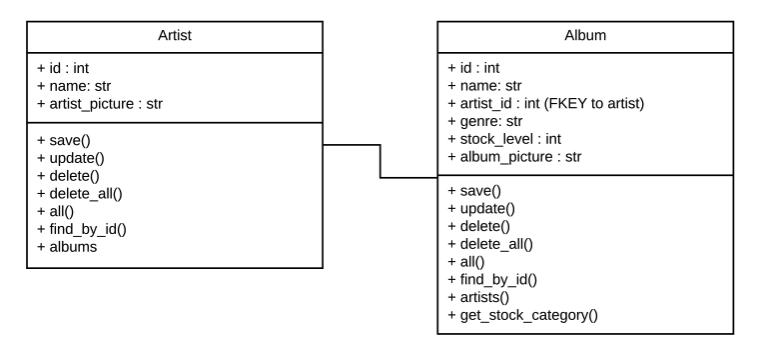 Artist
+ id : int
+ name: str
+ artist_picture : str
+ save()
+ update()
+ delete()
+ delete_all()
+ all()
+ find_by_id()
+ albums
Album
+ id : int
+ name: str
+ artist_id : int (FKEY to artist)
+ genre: str
+ stock_level : int
+ album_picture : str
+ save()
+ update()
+ delete()
+ delete_all()
+ all()
+ find_by_id()
+ artists()
+ get_stock_category()